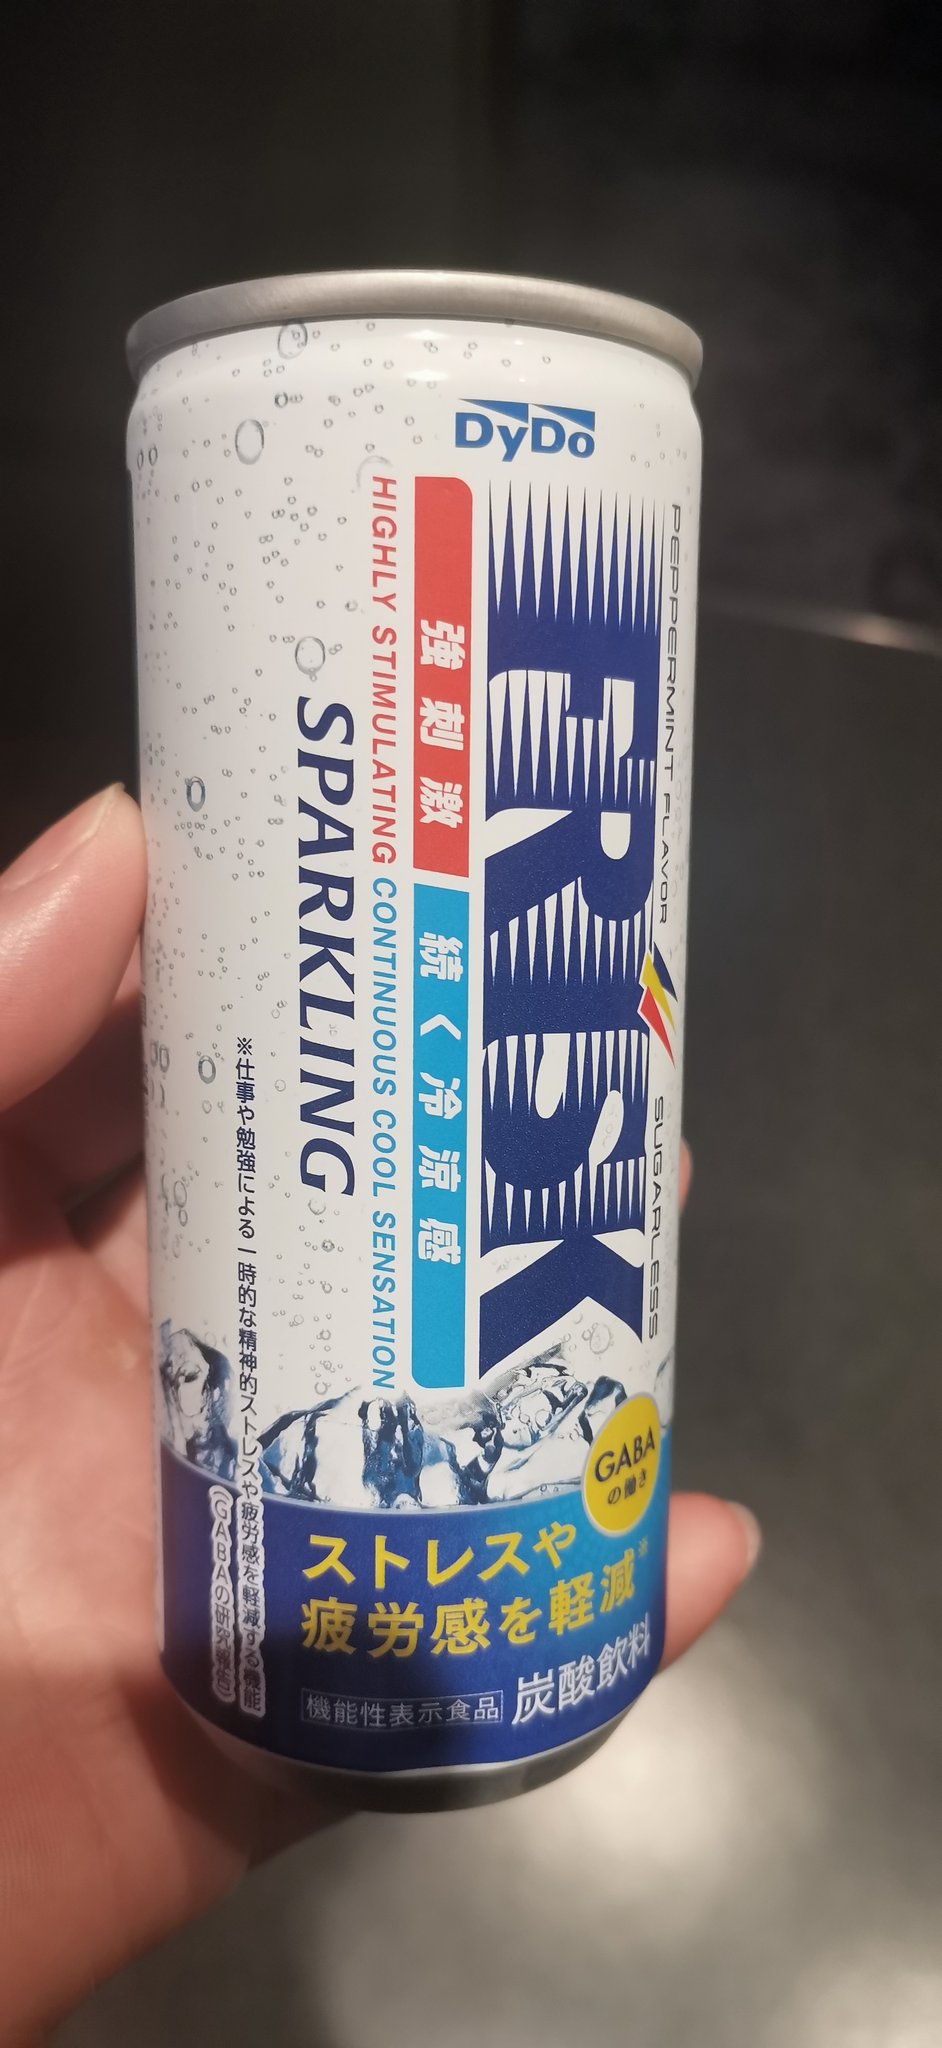 DyDo
PEPPERMINT FLAVOR
SUGARLESS
FRISK
強刺激 続く冷涼感
HIGHLY STIMULATING CONTINUOUS COOL SENSATION
SPARKLING
※仕事や勉強による一時的な精神的ストレスや疲労感を軽減する機能
(GABAの研究報告)
GABA
の働き
ストレスや
疲労感を軽減※
機能性表示食品 炭酸飲料